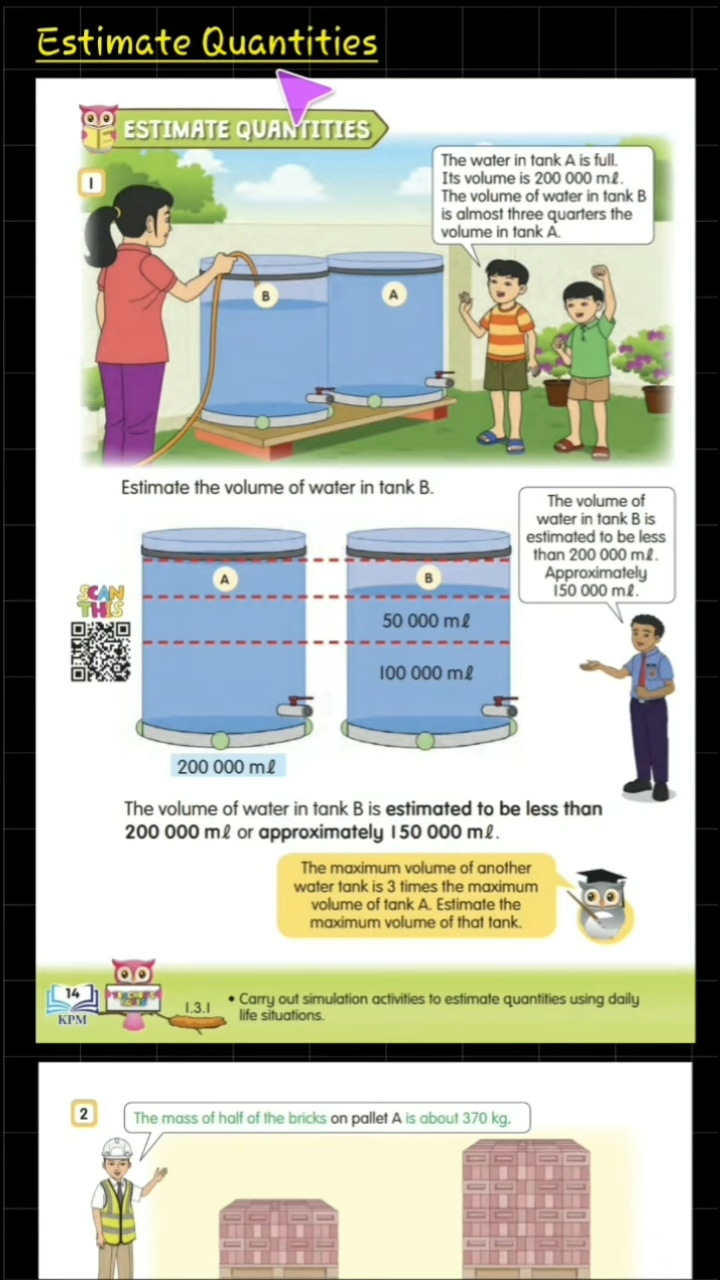 Estimate Quantities
ESTIMATE QUANTITIES
1
The water in tank A is full.
Its volume is 200 000 mℓ.
The volume of water in tank B
is almost three quarters the
volume in tank A.
B
A
Estimate the volume of water in tank B.
The volume of
water in tank B is
estimated to be less
than 200 000 mℓ.
Approximately
150 000 mℓ.
A
B
SCAN
THIS
50 000 mℓ
100 000 mℓ
200 000 mℓ
The volume of water in tank B is estimated to be less than
200 000 mℓ or approximately 150 000 mℓ.
The maximum volume of another
water tank is 3 times the maximum
volume of tank A. Estimate the
maximum volume of that tank.
14
KPM
1.3.1
• Carry out simulation activities to estimate quantities using daily
life situations.
2
The mass of half of the bricks on pallet A is about 370 kg.